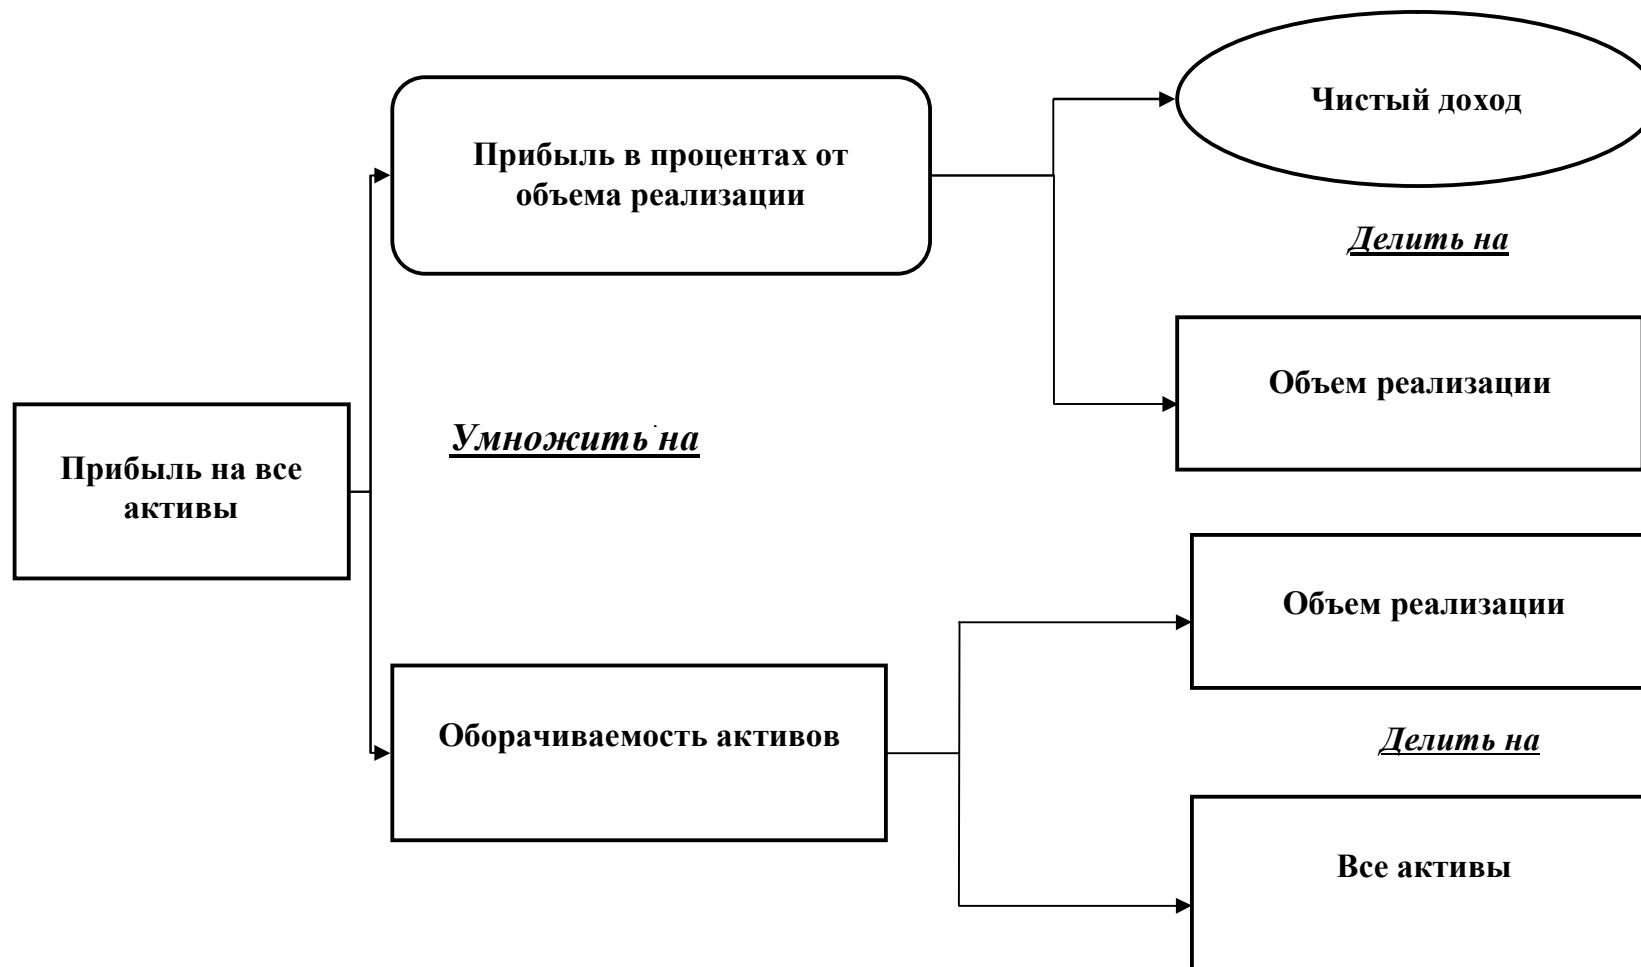 Чистый доход
Прибыль в процентах от
объема реализации
Делить на
Объем реализации
Умножить на
Прибыль на все
активы
Объем реализации
Оборачиваемость активов
Делить на
Все активы